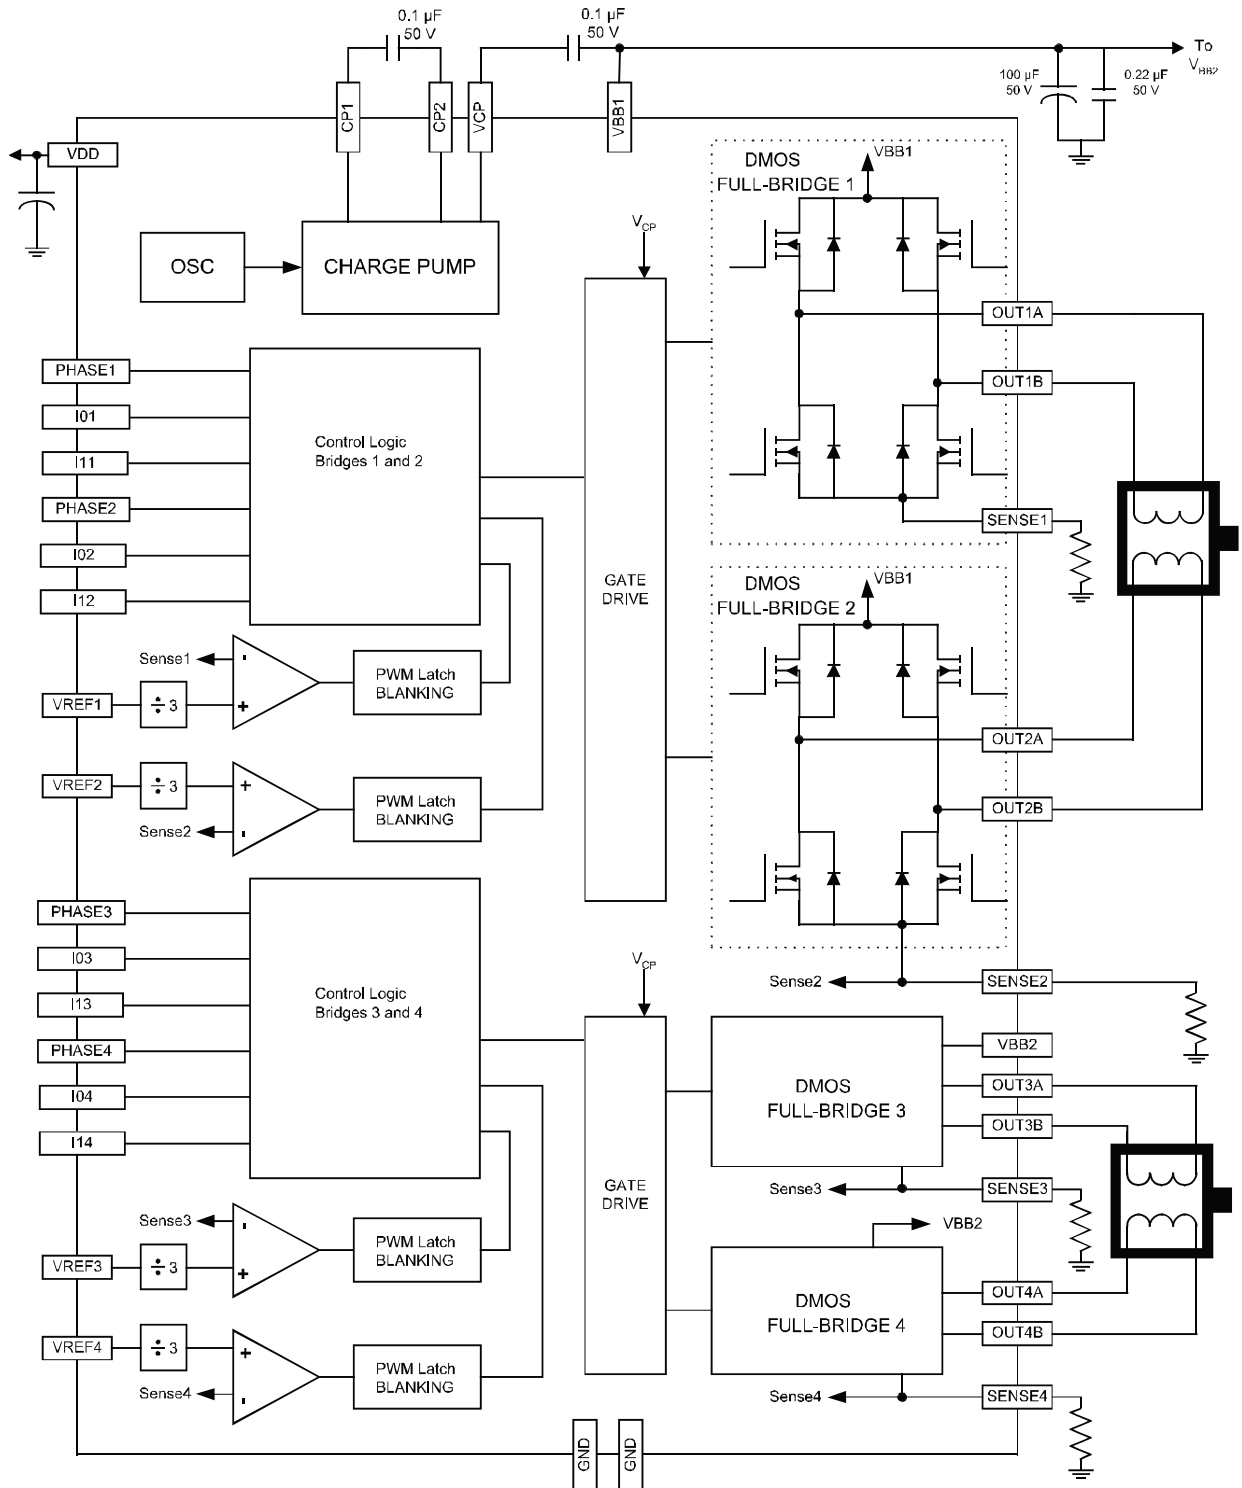 0.1 µF
50 V
0.1 µF
50 V
To
VBB2
100 µF
50 V
0.22 µF
50 V
CP1
CP2
VCP
VBB1
VDD
DMOS
FULL-BRIDGE 1
VBB1
VCP
OSC
CHARGE PUMP
OUT1A
PHASE1
OUT1B
I01
Control Logic
Bridges 1 and 2
I11
PHASE2
SENSE1
I02
I12
GATE
DRIVE
DMOS
FULL-BRIDGE 2
VBB1
Sense1
-
PWM Latch
BLANKING
VREF1
÷ 3
+
OUT2A
VREF2
÷ 3
+
PWM Latch
BLANKING
OUT2B
Sense2
-
PHASE3
I03
VCP
Sense2
SENSE2
I13
Control Logic
Bridges 3 and 4
PHASE4
VBB2
I04
DMOS
FULL-BRIDGE 3
OUT3A
OUT3B
I14
GATE
DRIVE
Sense3
SENSE3
Sense3
-
PWM Latch
BLANKING
VBB2
VREF3
÷ 3
+
DMOS
FULL-BRIDGE 4
OUT4A
OUT4B
VREF4
÷ 3
+
PWM Latch
BLANKING
Sense4
-
Sense4
SENSE4
GND
GND